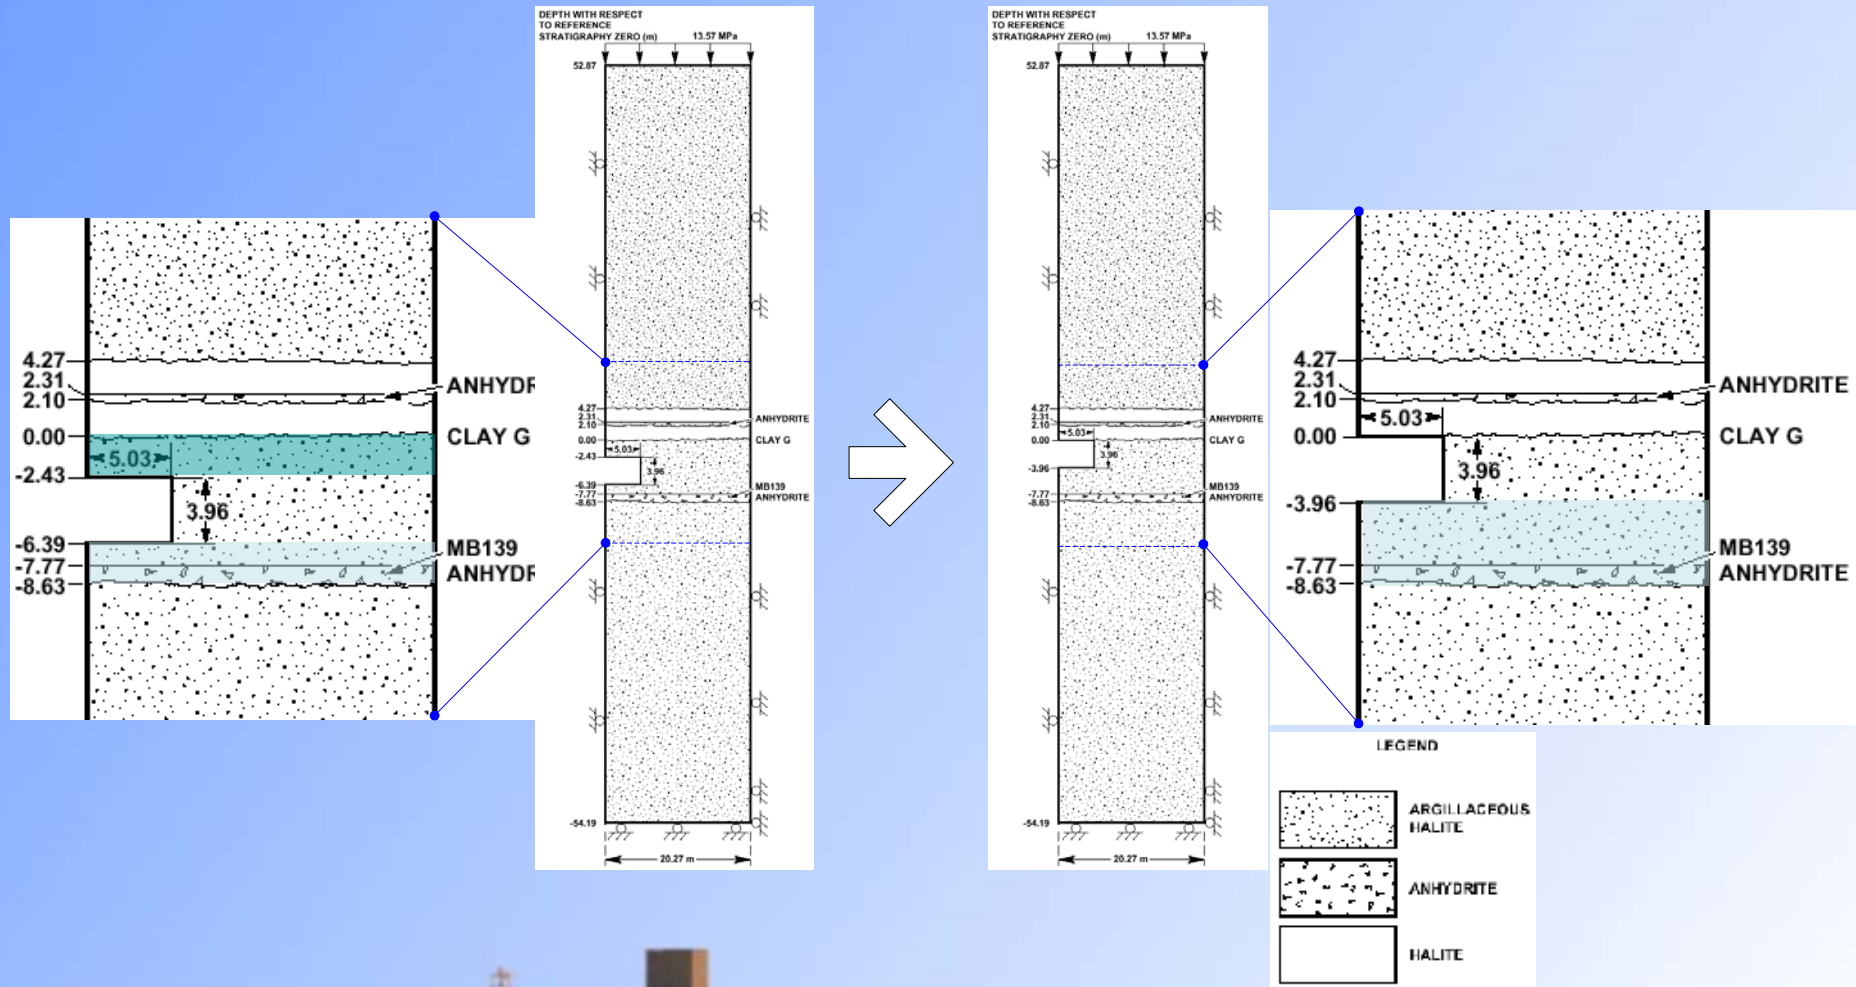 DEPTH WITH RESPECT
TO REFERENCE
STRATIGRAPHY ZERO (m)
13.57 MPa
52.87
4.27
2.31
2.10
0.00
-2.43
-6.39
-7.77
-8.63
5.03
3.96
ANHYDRITE
CLAY G
MB139
ANHYDRITE
-54.19
20.27 m
4.27
2.31
2.10
0.00
-2.43
-6.39
-7.77
-8.63
5.03
3.96
ANHYDR
CLAY G
MB139
ANHYDR
DEPTH WITH RESPECT
TO REFERENCE
STRATIGRAPHY ZERO (m)
13.57 MPa
52.87
4.27
2.31
2.10
0.00
-3.96
-7.77
-8.63
5.03
3.96
ANHYDRITE
CLAY G
MB139
ANHYDRITE
-54.19
20.27 m
4.27
2.31
2.10
0.00
-3.96
-7.77
-8.63
5.03
3.96
ANHYDRITE
CLAY G
MB139
ANHYDRITE
LEGEND
ARGILLACEOUS
HALITE
ANHYDRITE
HALITE